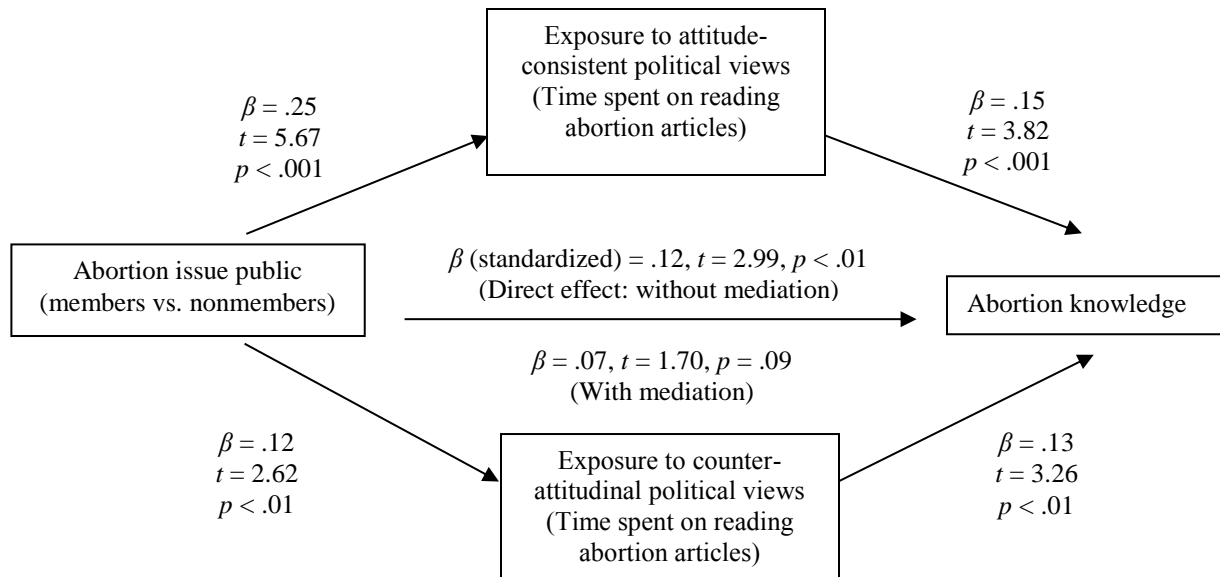 Exposure to attitude-
consistent political views
(Time spent on reading
abortion articles)
β = .25
t = 5.67
p < .001
β = .15
t = 3.82
p < .001
Abortion issue public
(members vs. nonmembers)
β (standardized) = .12, t = 2.99, p < .01
(Direct effect: without mediation)
Abortion knowledge
β = .07, t = 1.70, p = .09
(With mediation)
β = .12
t = 2.62
p < .01
Exposure to counter-
attitudinal political views
(Time spent on reading
abortion articles)
β = .13
t = 3.26
p < .01